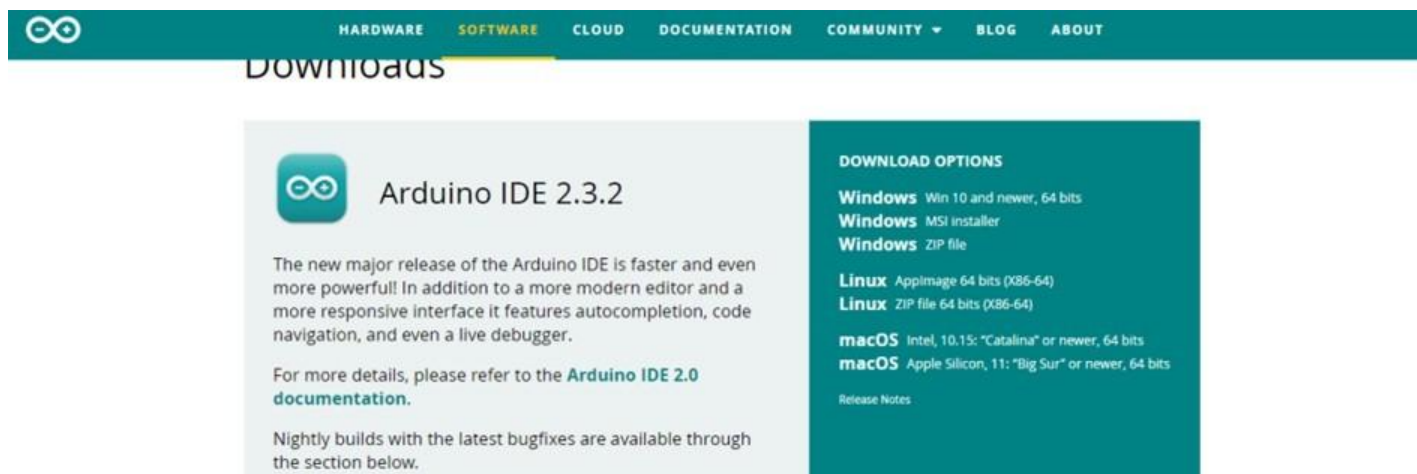 HARDWARE SOFTWARE CLOUD DOCUMENTATION COMMUNITY BLOG ABOUT
Downloads
Arduino IDE 2.3.2
The new major release of the Arduino IDE is faster and even
more powerful! In addition to a more modern editor and a
more responsive interface it features autocompletion, code
navigation, and even a live debugger.
For more details, please refer to the Arduino IDE 2.0
documentation.
Nightly builds with the latest bugfixes are available through
the section below.
DOWNLOAD OPTIONS
Windows Win 10 and newer, 64 bits
Windows MSI installer
Windows ZIP file
Linux AppImage 64 bits (X86-64)
Linux ZIP file 64 bits (X86-64)
macOS Intel, 10.15: “Catalina” or newer, 64 bits
macOS Apple Silicon, 11: “Big Sur” or newer, 64 bits
Release Notes